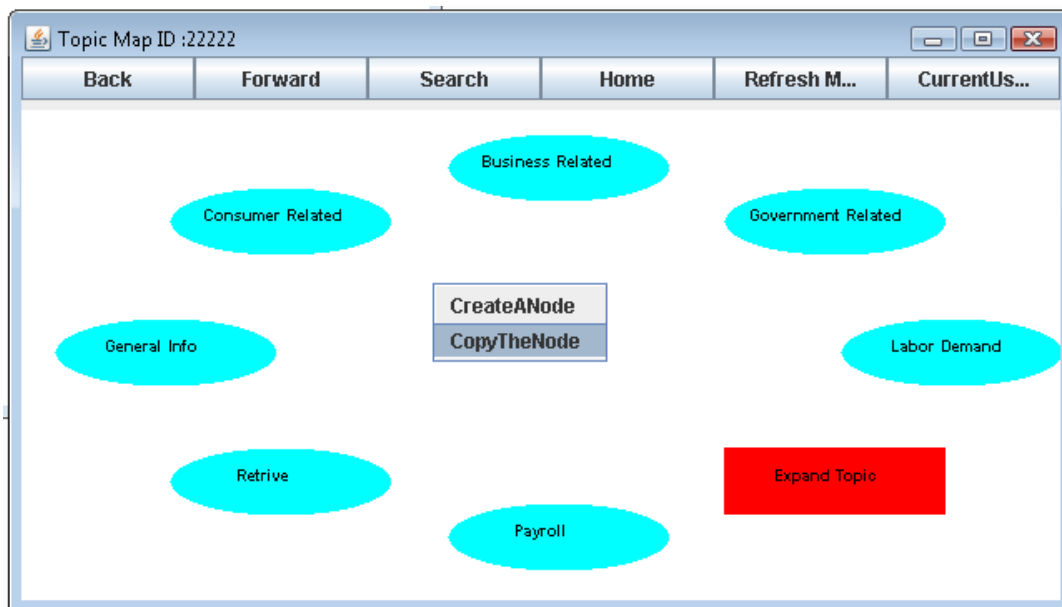 Topic Map ID :22222
Back Forward Search Home Refresh M... CurrentUs...
Business Related
Consumer Related
Government Related
CreateANode
CopyTheNode
General Info
Labor Demand
Retrive
Expand Topic
Payroll